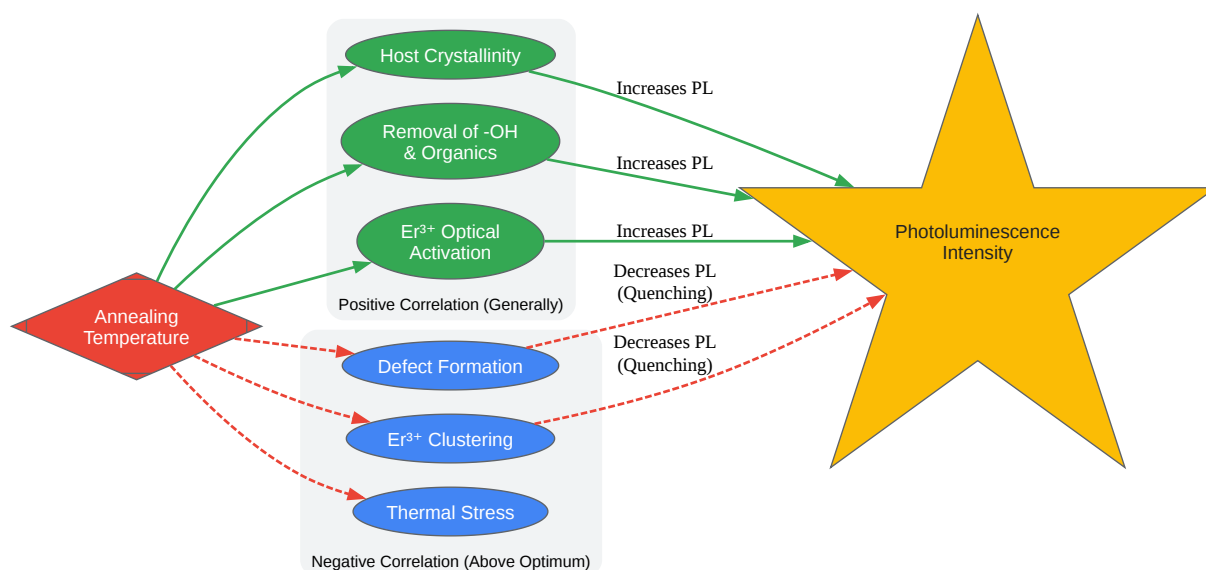 Host Crystallinity
Increases PL
Removal of -OH
& Organics
Increases PL
Er³⁺ Optical
Activation
Increases PL
Positive Correlation (Generally)
Photoluminescence
Intensity
Annealing
Temperature
Decreases PL
(Quenching)
Defect Formation
Decreases PL
(Quenching)
Er³⁺ Clustering
Thermal Stress
Negative Correlation (Above Optimum)